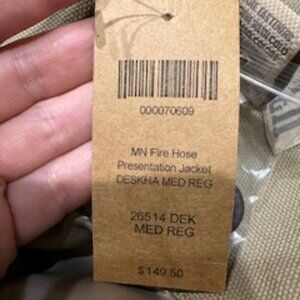 000070609
MN Fire Hose
Presentation Jacket
DESKHA MED REG
26514 DEK
MED REG
$149.50